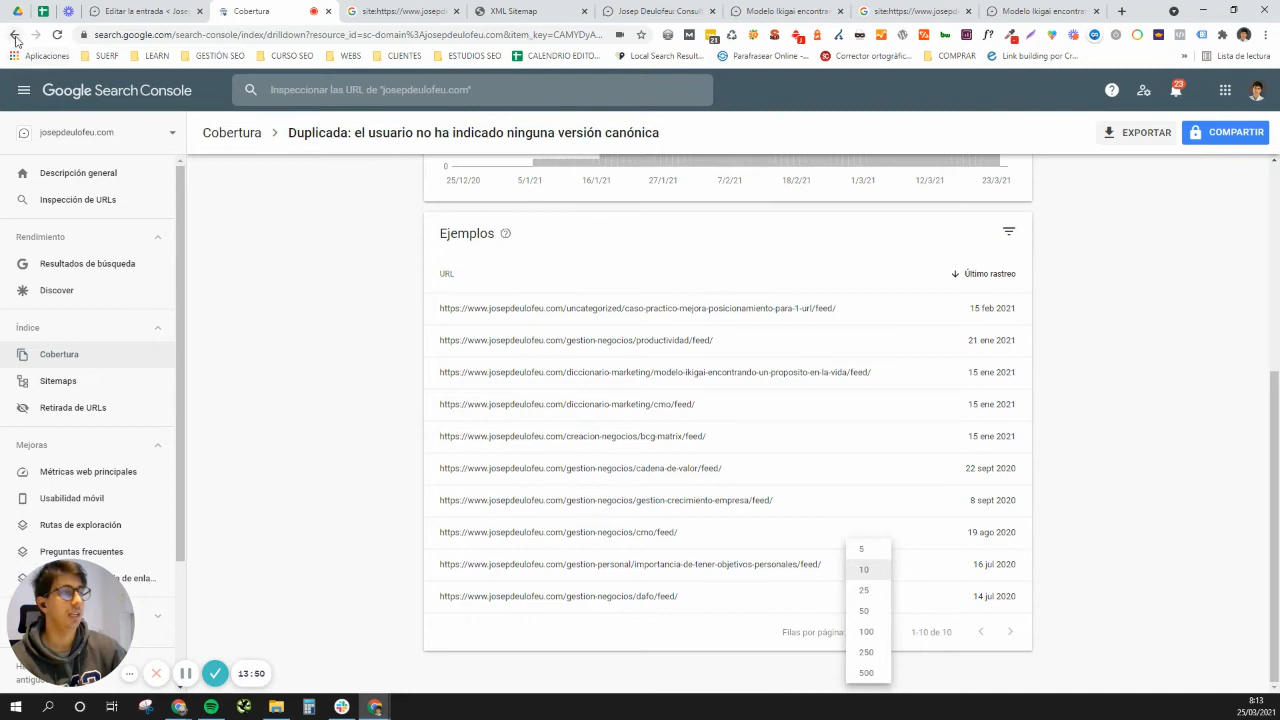 Editar la entrada <
Cobertura
site:https://www.josepd
XML Sitemap
Josep Deulofeu: Consult
Modelo Ikigai encontran
site:https://www.josepd
Modelo Ikigai encontran
search.google.com/search-console/index/drilldown?resource_id=sc-domain%3Ajosepdeulofeu.com&item_key=CAMYDyA...
Aplicaciones
SUEMI
LEARN
GESTIÓN SEO
CURSO SEO
WEBS
CLIENTES
ESTUDIOS SEO
CALENDARIO EDITO...
Local Search Result...
Parafrasear Online -...
Corrector ortográfic...
COMPRAR
Link building por Cr...
»
Lista de lectura
Google Search Console
Inspeccionar las URL de "josepdeulofeu.com"
23
josepdeulofeu.com
Cobertura > Duplicada: el usuario no ha indicado ninguna versión canónica
EXPORTAR
COMPARTIR
Descripción general
Inspección de URLs
Rendimiento
Resultados de búsqueda
Discover
Índice
Cobertura
Sitemaps
Retirada de URLs
Mejoras
Métricas web principales
Usabilidad móvil
Rutas de exploración
Preguntas frecuentes
de enla...
antigu
0
25/12/20 5/1/21 16/1/21 27/1/21 7/2/21 18/2/21 1/3/21 12/3/21 23/3/21
Ejemplos
URL Último rastreo
https://www.josepdeulofeu.com/uncategorized/caso-practico-mejora-posicionamiento-para-1-url/feed/ 15 feb 2021
https://www.josepdeulofeu.com/gestion-negocios/productividad/feed/ 21 ene 2021
https://www.josepdeulofeu.com/diccionario-marketing/modelo-ikigai-encontrando-un-proposito-en-la-vida/feed/ 15 ene 2021
https://www.josepdeulofeu.com/diccionario-marketing/cmo/feed/ 15 ene 2021
https://www.josepdeulofeu.com/creacion-negocios/bcg-matrix/feed/ 15 ene 2021
https://www.josepdeulofeu.com/gestion-negocios/cadena-de-valor/feed/ 22 sept 2020
https://www.josepdeulofeu.com/gestion-negocios/gestion-crecimiento-empresa/feed/ 8 sept 2020
https://www.josepdeulofeu.com/gestion-negocios/cmo/feed/ 19 ago 2020
https://www.josepdeulofeu.com/gestion-personal/importancia-de-tener-objetivos-personales/feed/ 16 jul 2020
https://www.josepdeulofeu.com/gestion-negocios/dafo/feed/ 14 jul 2020
Filas por página:
1-10 de 10
5
10
25
50
100
250
500
13:50
8:13
25/03/2021